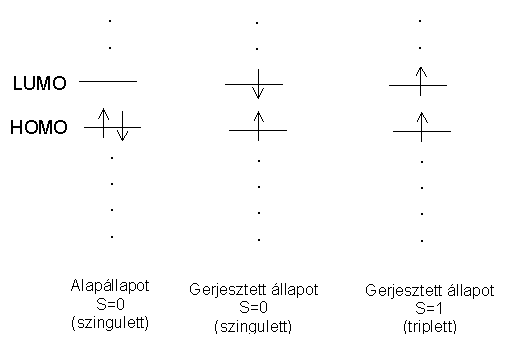 LUMO
HOMO
Alapállapot
S=0
(szingulett)
Gerjesztett állapot
S=0
(szingulett)
Gerjesztett állapot
S=1
(triplett)